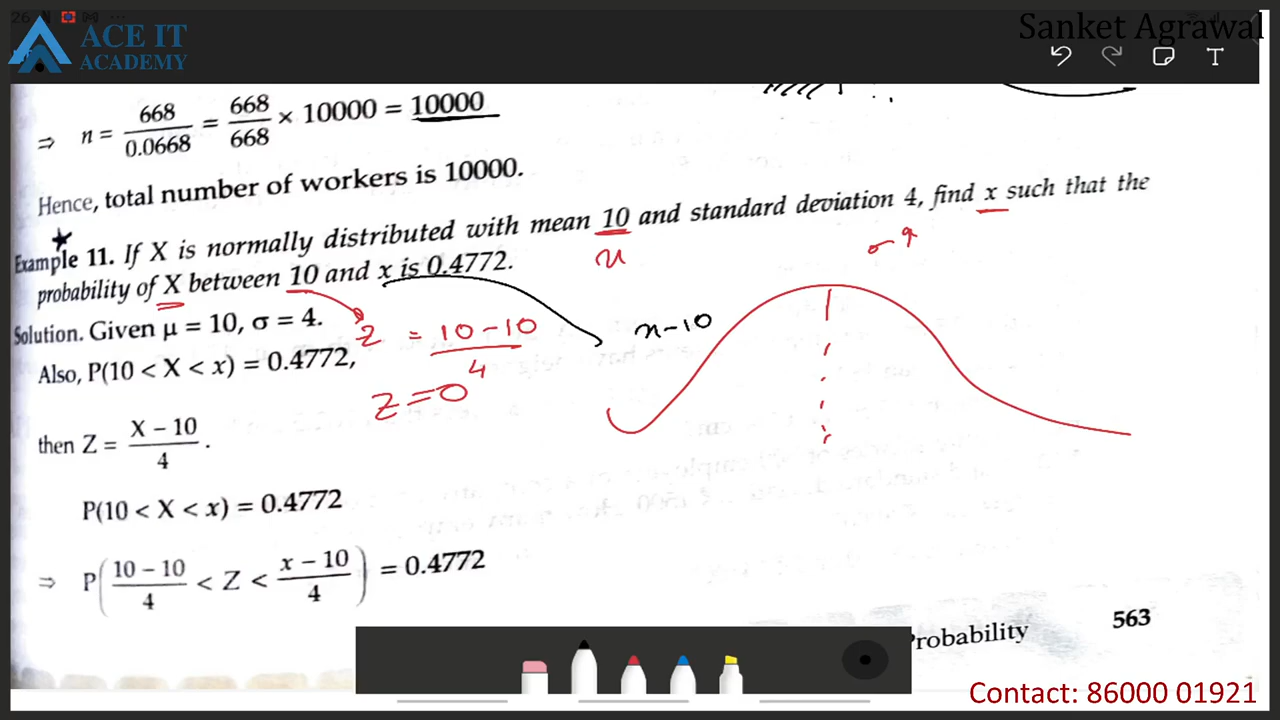 Sanket Agrawal
ACE IT
ACADEMY
T
⇒ n = 668/0.0668 = 668/668 × 10000 = 10000
Hence, total number of workers is 10000.
Example 11. If X is normally distributed with mean 10 and standard deviation 4, find x such that the
probability of X between 10 and x is 0.4772.
Solution. Given μ = 10, σ = 4.
Also, P(10 < X < x) = 0.4772,
Z = 10-10/4
Z=0
x-10
then Z = X – 10/4 .
P(10 < X < x) = 0.4772
⇒ P(10 – 10/4 < Z < x – 10/4) = 0.4772
Probability 563
Contact: 86000 01921